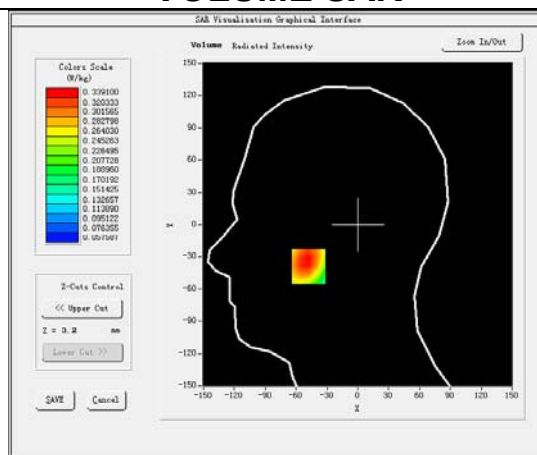 VOLUME SAR
SAR Visualisation Graphical Interface
Volume Radiated Intensity
Zoom In/Out
Colors Scale
(W/kg)
0.339100
0.320333
0.301565
0.282798
0.264030
0.245263
0.226495
0.207728
0.188960
0.170192
0.151425
0.132657
0.113890
0.095122
0.076355
0.057587
Z-Cuts Control
<< Upper Cut
Z = 3.2 mm
Lower Cut >>
SAVE
Cancel
150
120
90
60
30
0
-30
-60
-90
-120
-150
Y
-150 -120 -90 -60 -30 0 30 60 90 120 150
X